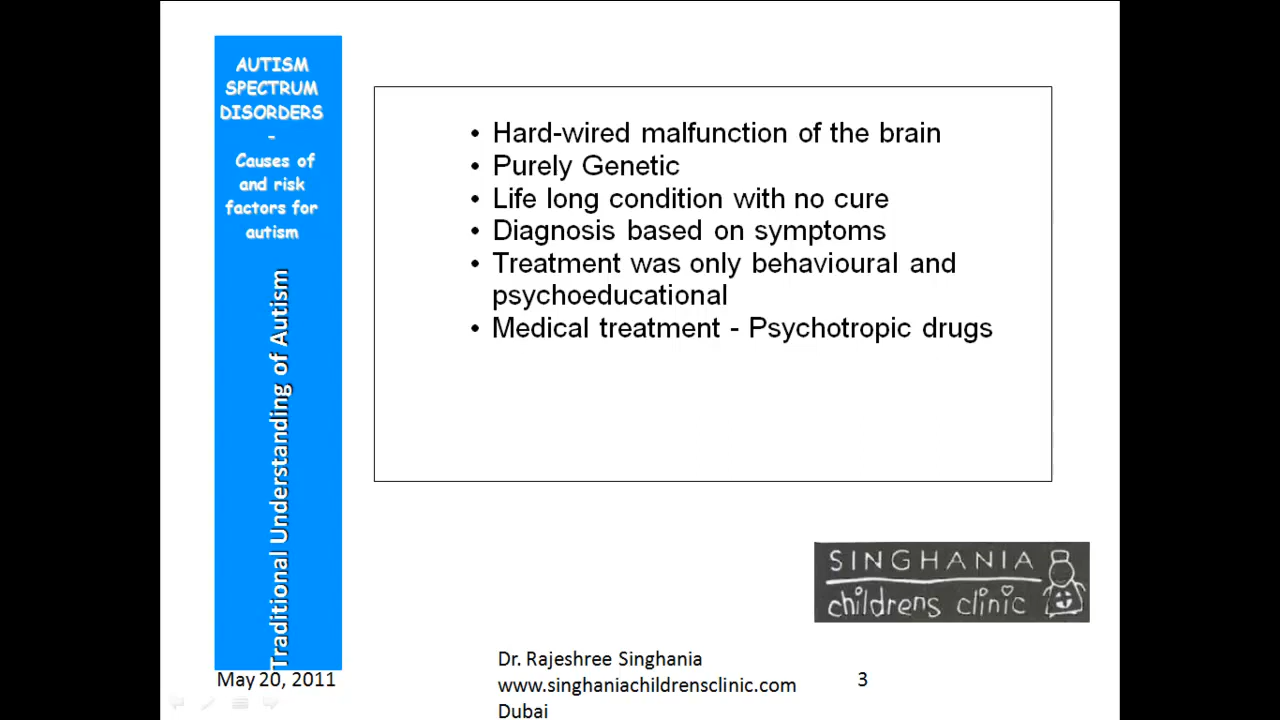 AUTISM
SPECTRUM
DISORDERS
-
Causes of
and risk
factors for
autism
Traditional Understanding of Autism
• Hard-wired malfunction of the brain
• Purely Genetic
• Life long condition with no cure
• Diagnosis based on symptoms
• Treatment was only behavioural and
psychoeducational
• Medical treatment - Psychotropic drugs
SINGHANIA
childrens clinic
May 20, 2011
Dr. Rajeshree Singhania
www.singhaniachildrensclinic.com
Dubai
3